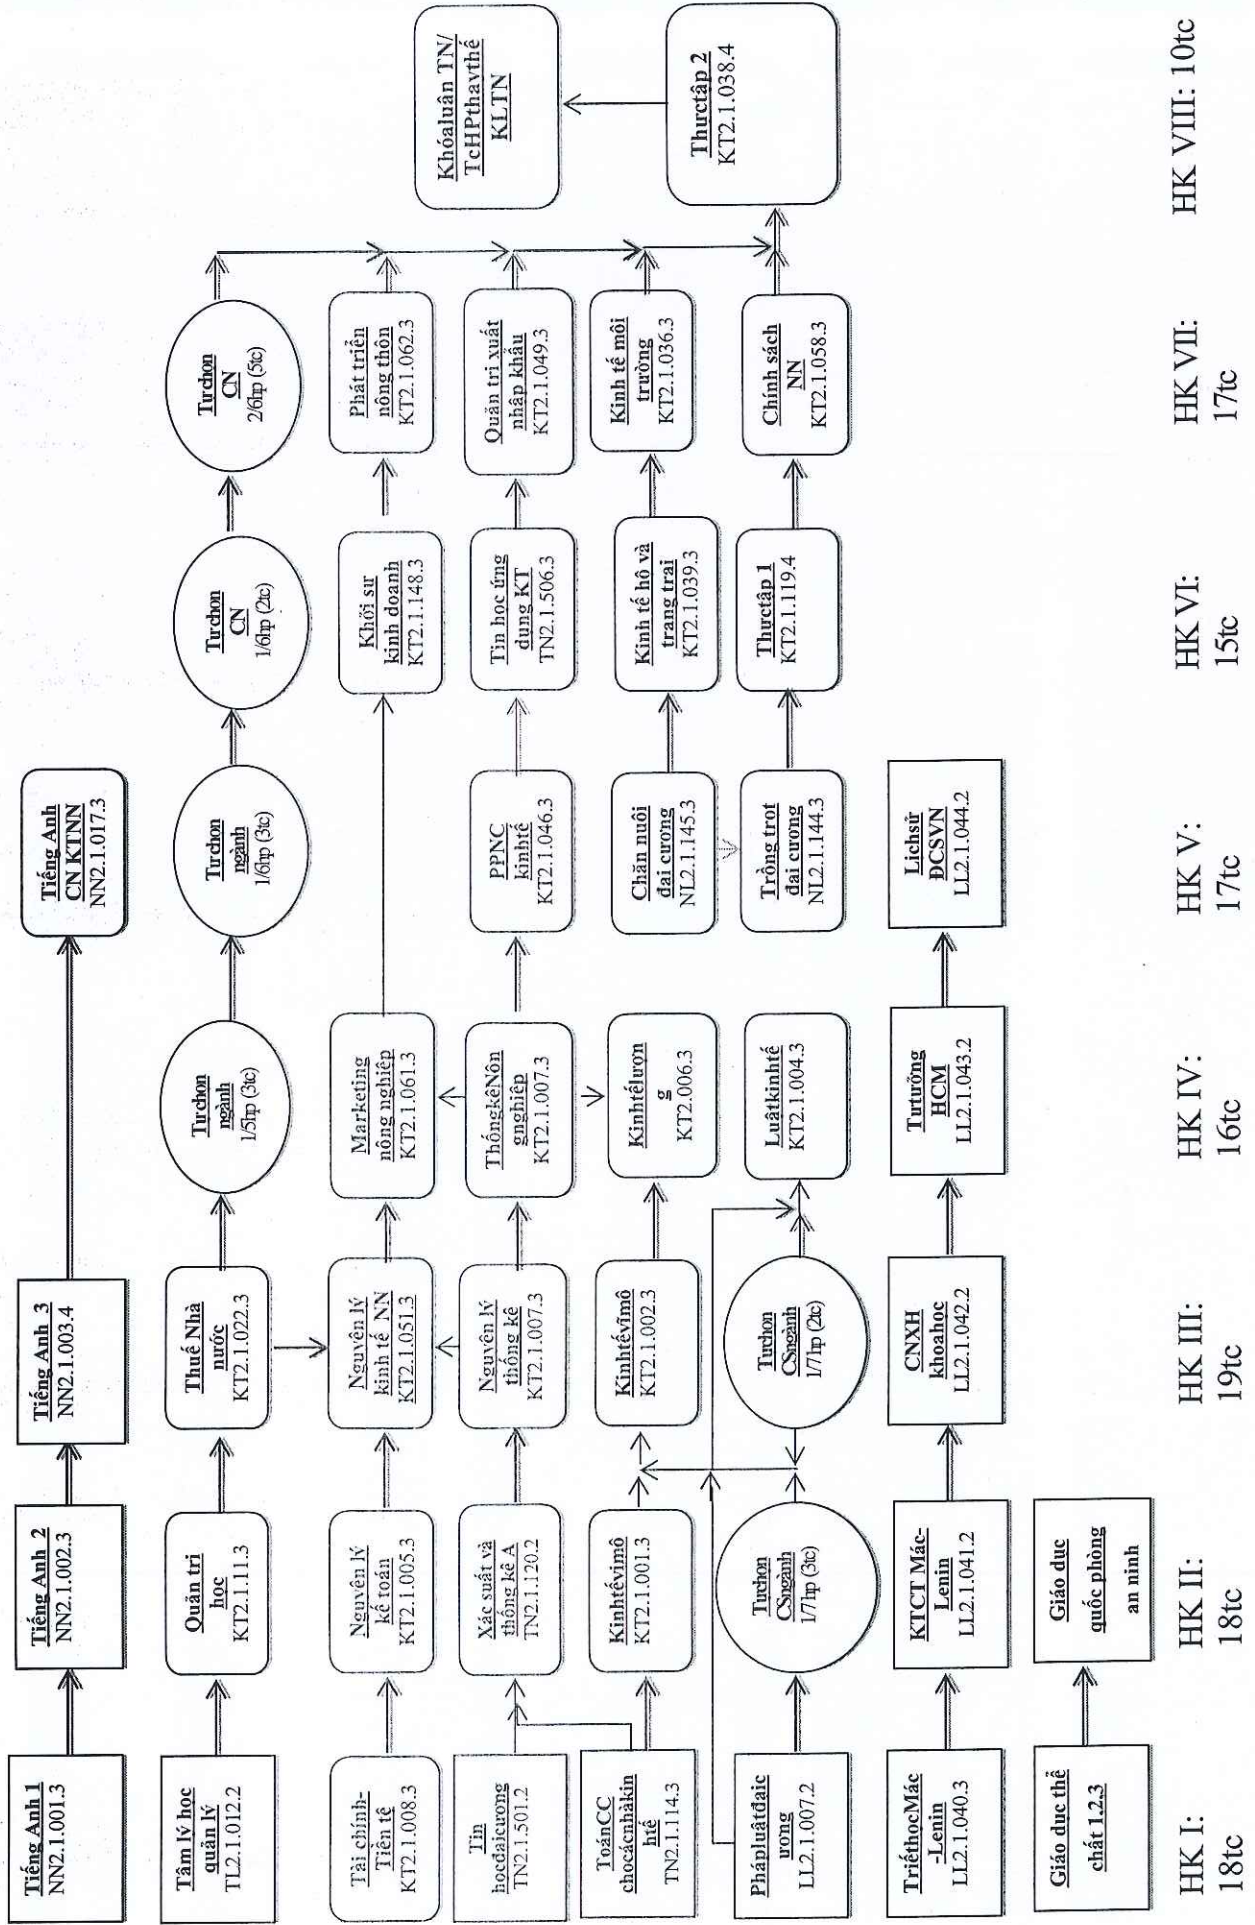 Tiếng Anh 1
NN2.1.001.3
Tiếng Anh 2
NN2.1.002.3
Tiếng Anh 3
NN2.1.003.4
Tiếng Anh
CN KTNN
NN2.1.017.3
Tâm lý học
quản lý
TL2.1.012.2
Quản trị
học
KT2.1.11.3
Thuế Nhà
nước
KT2.1.022.3
Tự chọn
ngành
1/5hp (3tc)
Tự chọn
ngành
1/6hp (3tc)
Tự chọn
CN
1/6hp (2tc)
Tự chọn
CN
2/6hp (5tc)
Tài chính-
Tiền tệ
KT2.1.008.3
Nguyên lý
kế toán
KT2.1.005.3
Nguyên lý
kinh tế NN
KT2.1.051.3
Marketing
nông nghiệp
KT2.1.061.3
Khởi sự
kinh doanh
KT2.1.148.3
Phát triển
nông thôn
KT2.1.062.3
Khóaluận TN/
TcHPthaythế
KLTN
Tin
họcđạicương
TN2.1.501.2
Xác suất và
thống kê A
TN2.1.120.2
Nguyên lý
thống kê
KT2.1.007.3
ThốngkêNôn
gnghiệp
KT2.1.007.3
PPNC
kinhtế
KT2.1.046.3
Tin học ứng
dụng KT
TN2.1.506.3
Quản trị xuất
nhập khẩu
KT2.1.049.3
ToánCC
chocácnhàkin
htế
TN2.1.114.3
Kinhtếvimô
KT2.1.001.3
Kinhtếvĩmô
KT2.1.002.3
Kinhtếlượn
g
KT2.006.3
Chăn nuôi
đại cương
NL2.1.145.3
Kinh tế hộ và
trang trại
KT2.1.039.3
Kinh tế môi
trường
KT2.1.036.3
Thựctập 2
KT2.1.038.4
Phápluậtđạic
ương
LL2.1.007.2
Tựchọn
CSngành
1/7hp (3tc)
Tựchọn
CSngành
1/7hp (2tc)
Luậtkinhtế
KT2.1.004.3
Trồng trọt
đại cương
NL2.1.144.3
Thựctập 1
KT2.1.119.4
Chính sách
NN
KT2.1.058.3
TriếthọcMác
-Lenin
LL2.1.040.3
KTCT Mác-
Lenin
LL2.1.041.2
CNXH
khoahọc
LL2.1.042.2
Tưtưởng
HCM
LL2.1.043.2
Lịchsử
ĐCSVN
LL2.1.044.2
Giáo dục thể
chất 1,2,3
Giáo dục
quốc phòng
an ninh
HK I:
18tc
HK II:
18tc
HK III:
19tc
HK IV:
16tc
HK V:
17tc
HK VI:
15tc
HK VII:
17tc
HK VIII: 10tc